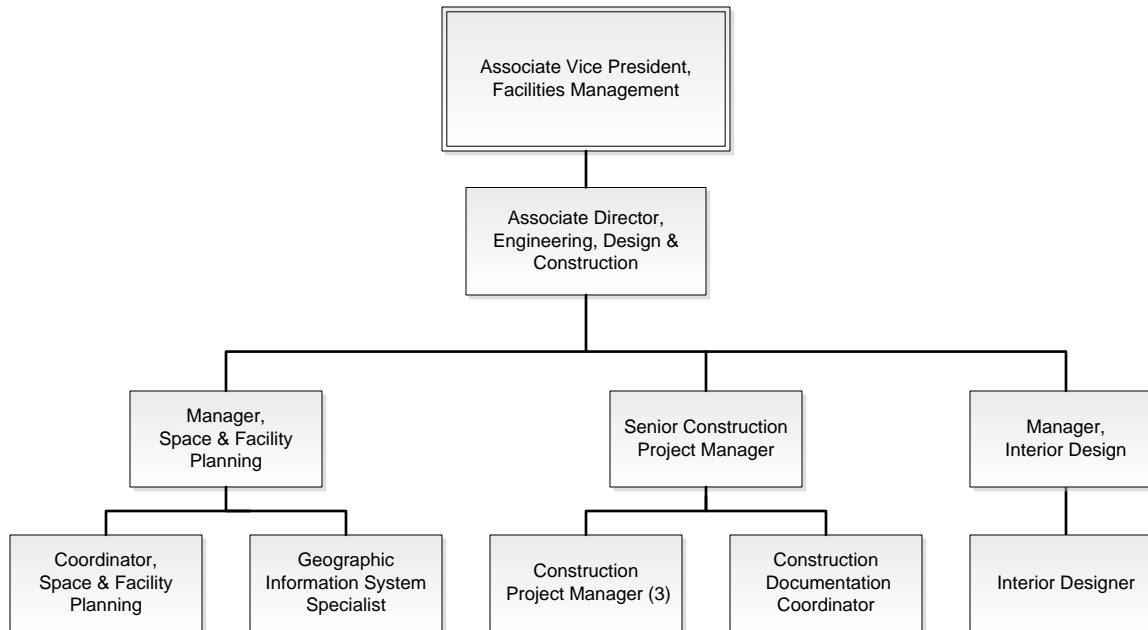 Associate Vice President,
Facilities Management
Associate Director,
Engineering, Design &
Construction
Manager,
Space & Facility
Planning
Senior Construction
Project Manager
Manager,
Interior Design
Coordinator,
Space & Facility
Planning
Geographic
Information System
Specialist
Construction
Project Manager (3)
Construction
Documentation
Coordinator
Interior Designer